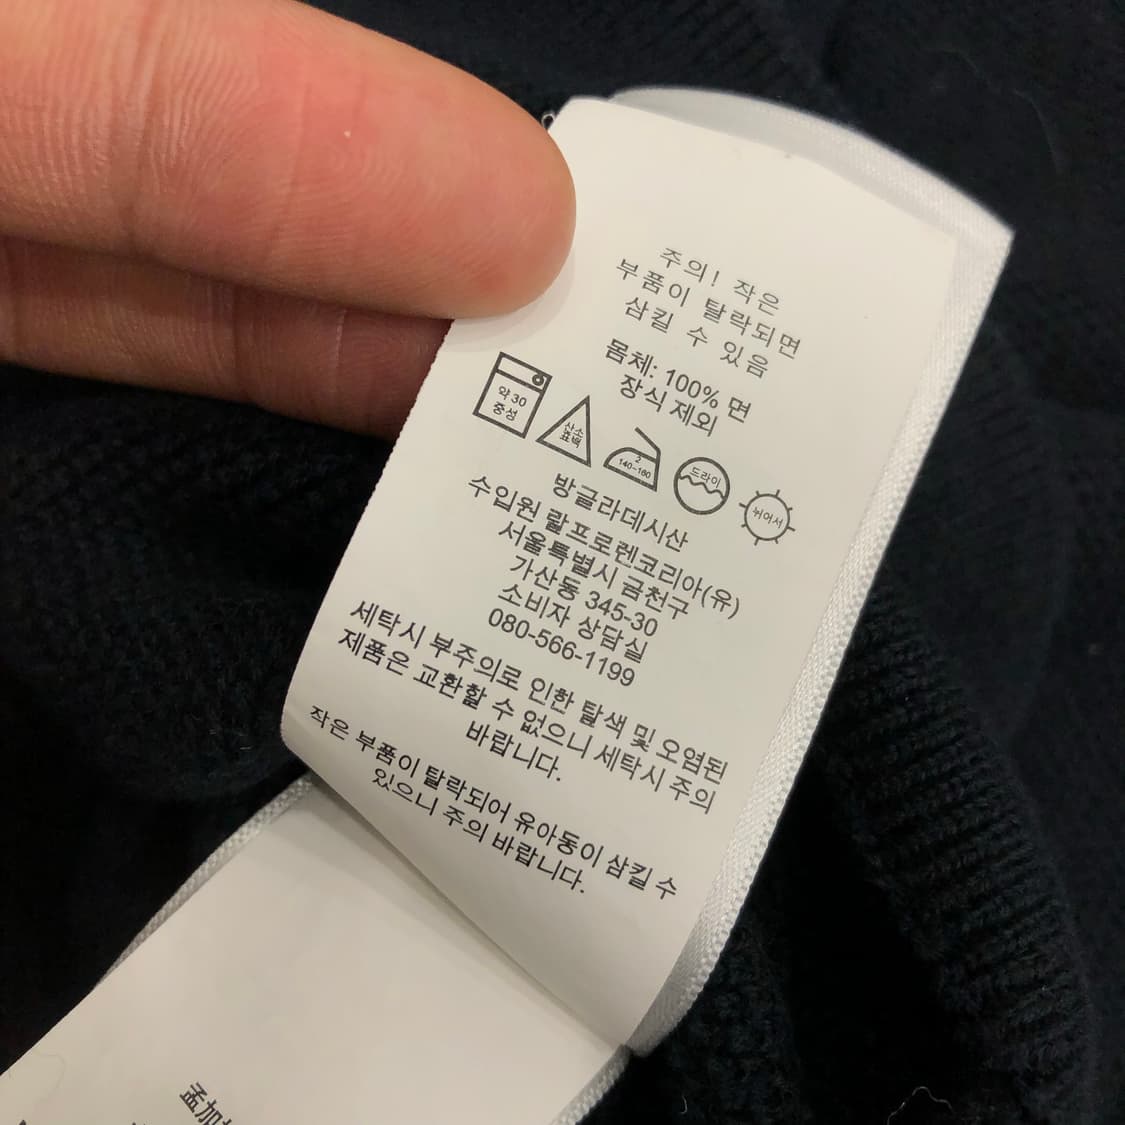 주의! 작은
부품이 탈락되면
삼킬 수 있음
몸체: 100% 면
장식 제외
약 30
중성
산소
표백
2
140-160
드라이
뉘어서
방글라데시산
수입원 랄프로렌코리아(유)
서울특별시 금천구
가산동 345-30
소비자 상담실
080-566-1199
세탁시 부주의로 인한 탈색 및 오염된
제품은 교환할 수 없으니 세탁시 주의
바랍니다.
작은 부품이 탈락되어 유아동이 삼킬 수
있으니 주의 바랍니다.
孟加